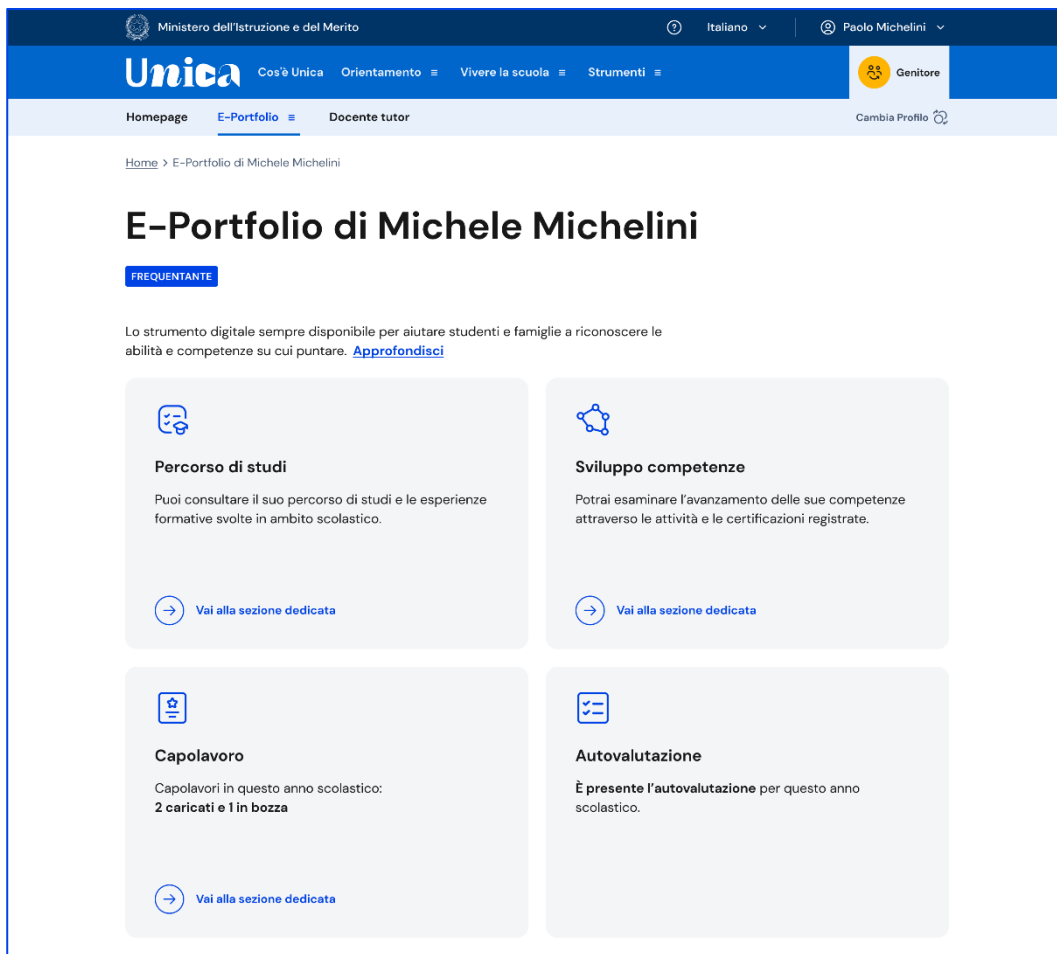 Ministero dell'Istruzione e del Merito
Italiano
Paolo Michelini
Unica
Cos'è Unica
Orientamento
Vivere la scuola
Strumenti
Genitore
Homepage
E-Portfolio
Docente tutor
Cambia Profilo
Home > E-Portfolio di Michele Michelini
E-Portfolio di Michele Michelini
FREQUENTANTE
Lo strumento digitale sempre disponibile per aiutare studenti e famiglie a riconoscere le
abilità e competenze su cui puntare. Approfondisci
Percorso di studi
Puoi consultare il suo percorso di studi e le esperienze
formative svolte in ambito scolastico.
Vai alla sezione dedicata
Sviluppo competenze
Potrai esaminare l'avanzamento delle sue competenze
attraverso le attività e le certificazioni registrate.
Vai alla sezione dedicata
Capolavoro
Capolavori in questo anno scolastico:
2 caricati e 1 in bozza
Vai alla sezione dedicata
Autovalutazione
È presente l'autovalutazione per questo anno
scolastico.